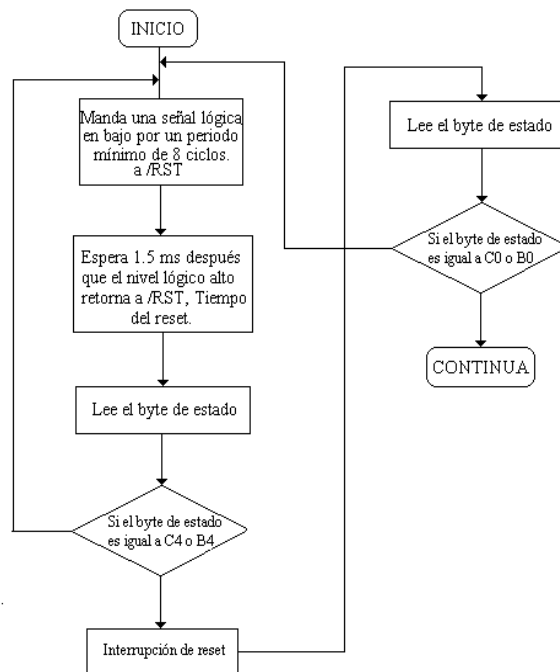 INICIO
Manda una señal lógica
en bajo por un periodo
mínimo de 8 ciclos.
a /RST
Espera 1.5 ms después
que el nivel lógico alto
retorna a /RST, Tiempo
del reset.
Lee el byte de estado
Si el byte de estado
es igual a C4 o B4
Interrupción de reset
Lee el byte de estado
Si el byte de estado
es igual a C0 o B0
CONTINUA